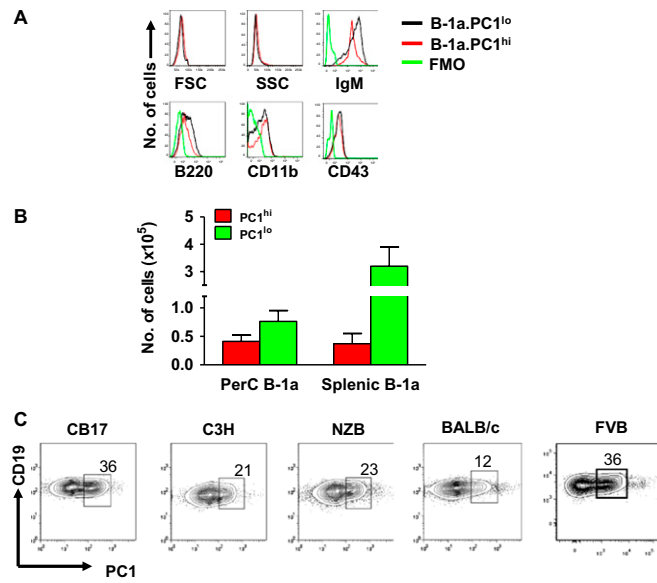 A
No. of cells
FSC
SSC
IgM
B220
CD11b
CD43
B-1a.PC1lo
B-1a.PC1hi
FMO
B
No. of cells (x10⁵)
5
4
3
1.0
0.5
0.0
PC1hi
PC1lo
PerC B-1a
Splenic B-1a
C
CB17
C3H
NZB
BALB/c
FVB
36
21
23
12
36
CD19
PC1